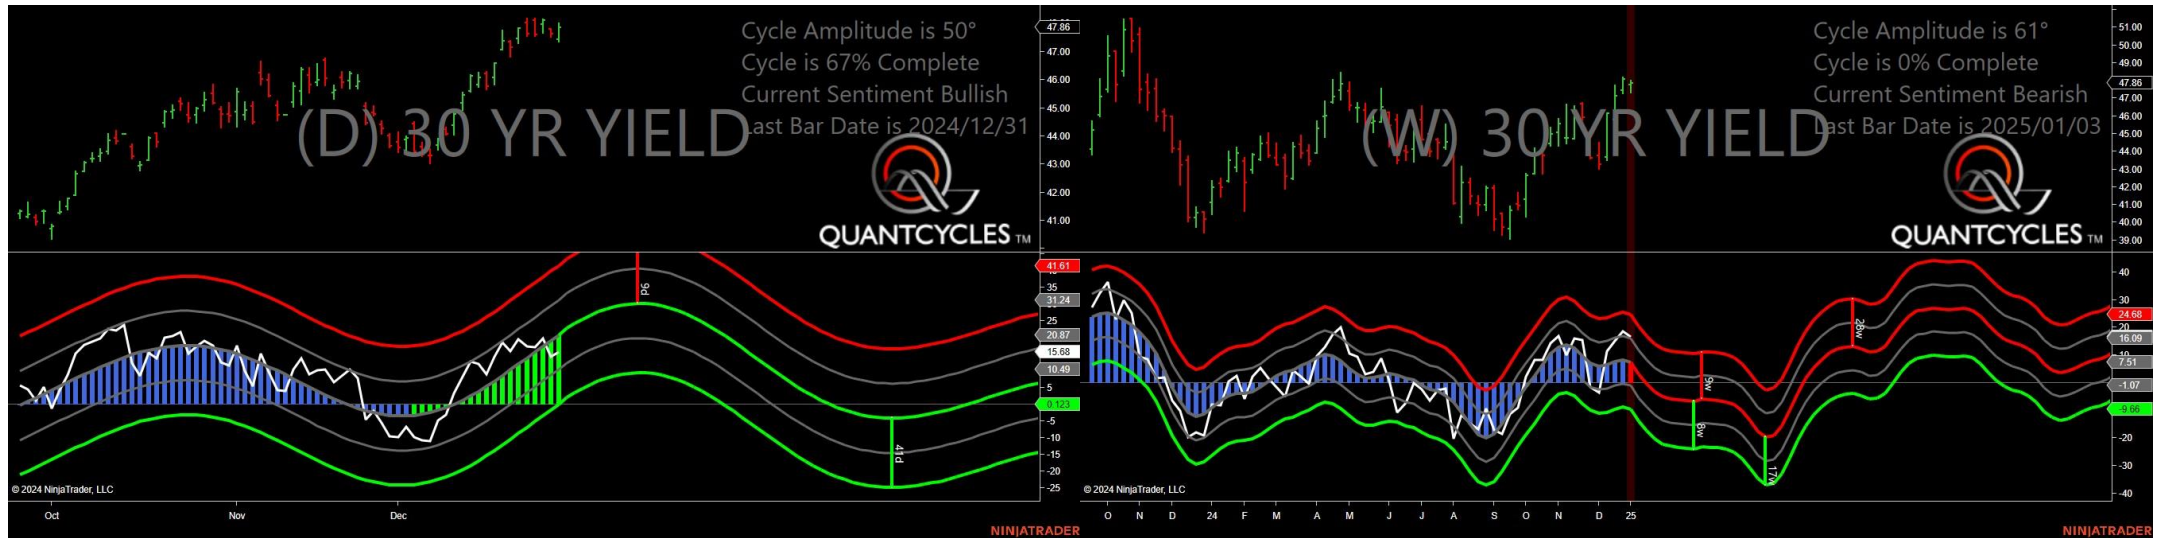 Cycle Amplitude is 50°
Cycle is 67% Complete
Current Sentiment Bullish
Last Bar Date is 2024/12/31
(D) 30 YR YIELD
QUANTCYCLES TM
47.86
47.00
46.00
45.00
44.00
43.00
42.00
41.00
41.61
35
31.24
25
20.87
15.68
10.49
5
0.123
-5
-10
-15
-20
-25
9d
41d
© 2024 NinjaTrader, LLC
Oct Nov Dec
NINJATRADER
Cycle Amplitude is 61°
Cycle is 0% Complete
Current Sentiment Bearish
Last Bar Date is 2025/01/03
(W) 30 YR YIELD
QUANTCYCLES TM
51.00
50.00
49.00
47.86
47.00
46.00
45.00
44.00
43.00
42.00
41.00
40.00
39.00
40
30
24.68
20
16.09
10
7.51
-1.07
-9.66
-20
-30
-40
28w
9w
8w
17w
© 2024 NinjaTrader, LLC
O N D 24 F M A M J J A S O N D 25
NINJATRADER